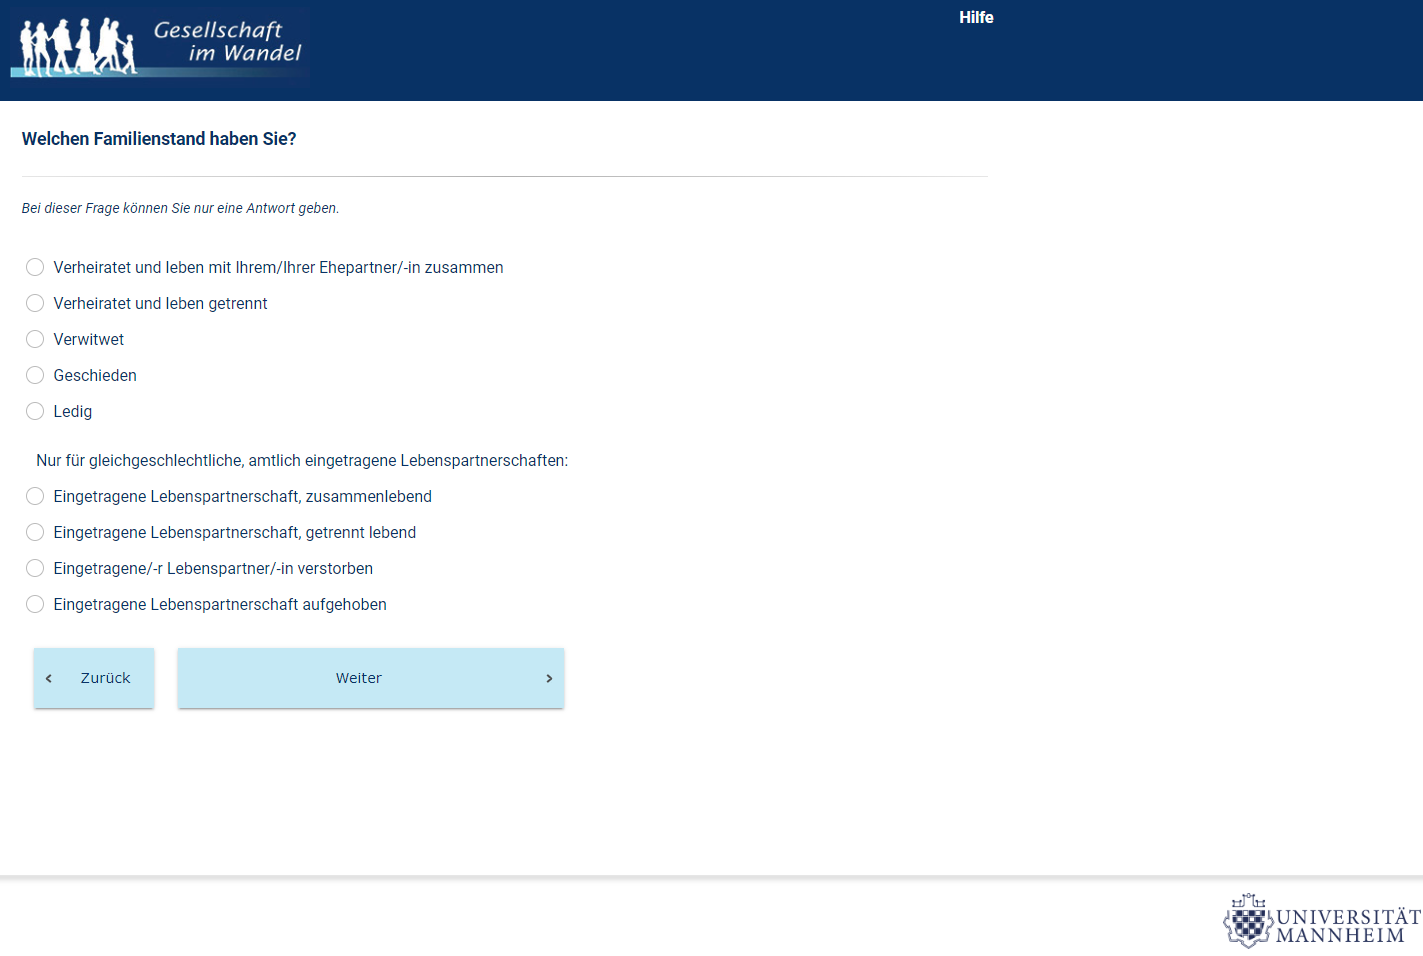 Gesellschaft
im Wandel
Hilfe
Welchen Familienstand haben Sie?
Bei dieser Frage können Sie nur eine Antwort geben.
Verheiratet und leben mit Ihrem/Ihrer Ehepartner/-in zusammen
Verheiratet und leben getrennt
Verwitwet
Geschieden
Ledig
Nur für gleichgeschlechtliche, amtlich eingetragene Lebenspartnerschaften:
Eingetragene Lebenspartnerschaft, zusammenlebend
Eingetragene Lebenspartnerschaft, getrennt lebend
Eingetragene/-r Lebenspartner/-in verstorben
Eingetragene Lebenspartnerschaft aufgehoben
‹ Zurück
Weiter ›
UNIVERSITÄT
MANNHEIM